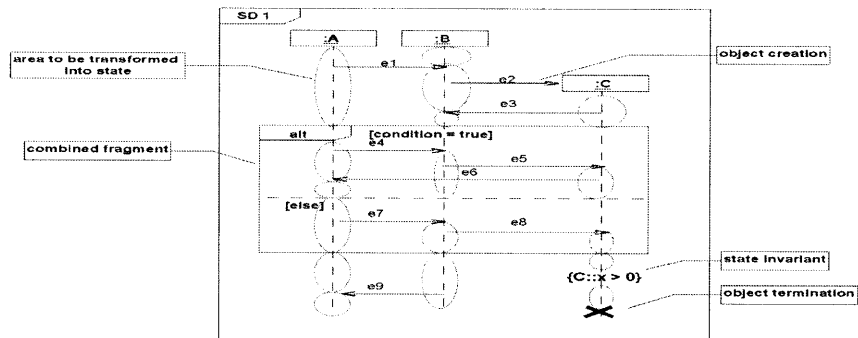 SD 1
:A
:B
area to be transformed
into state
e1
object creation
e2
:C
e3
alt
[condition = true]
combined fragment
e4
e5
e6
[else]
e7
e8
state invariant
{C::x > 0}
e9
object termination